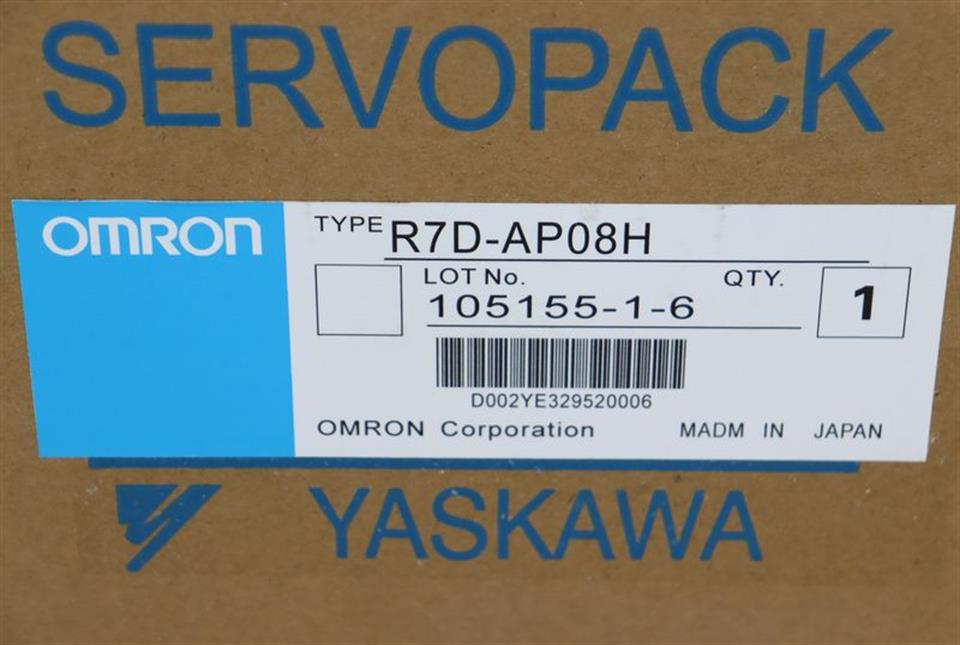 SERVOPACK
OMRON
TYPE R7D-AP08H
LOT No. QTY.
105155-1-6 1
D002YE329520006
OMRON Corporation MADM IN JAPAN
YASKAWA